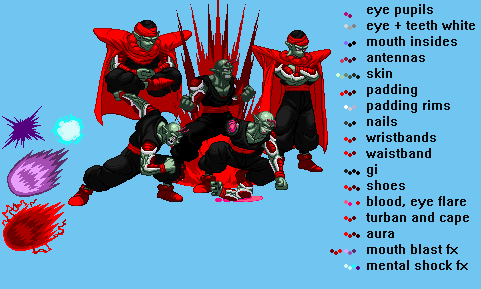 eye pupils
eye + teeth white
mouth insides
antennas
skin
padding
padding rims
nails
wristbands
waistband
gi
shoes
blood, eye flare
turban and cape
aura
mouth blast fx
mental shock fx